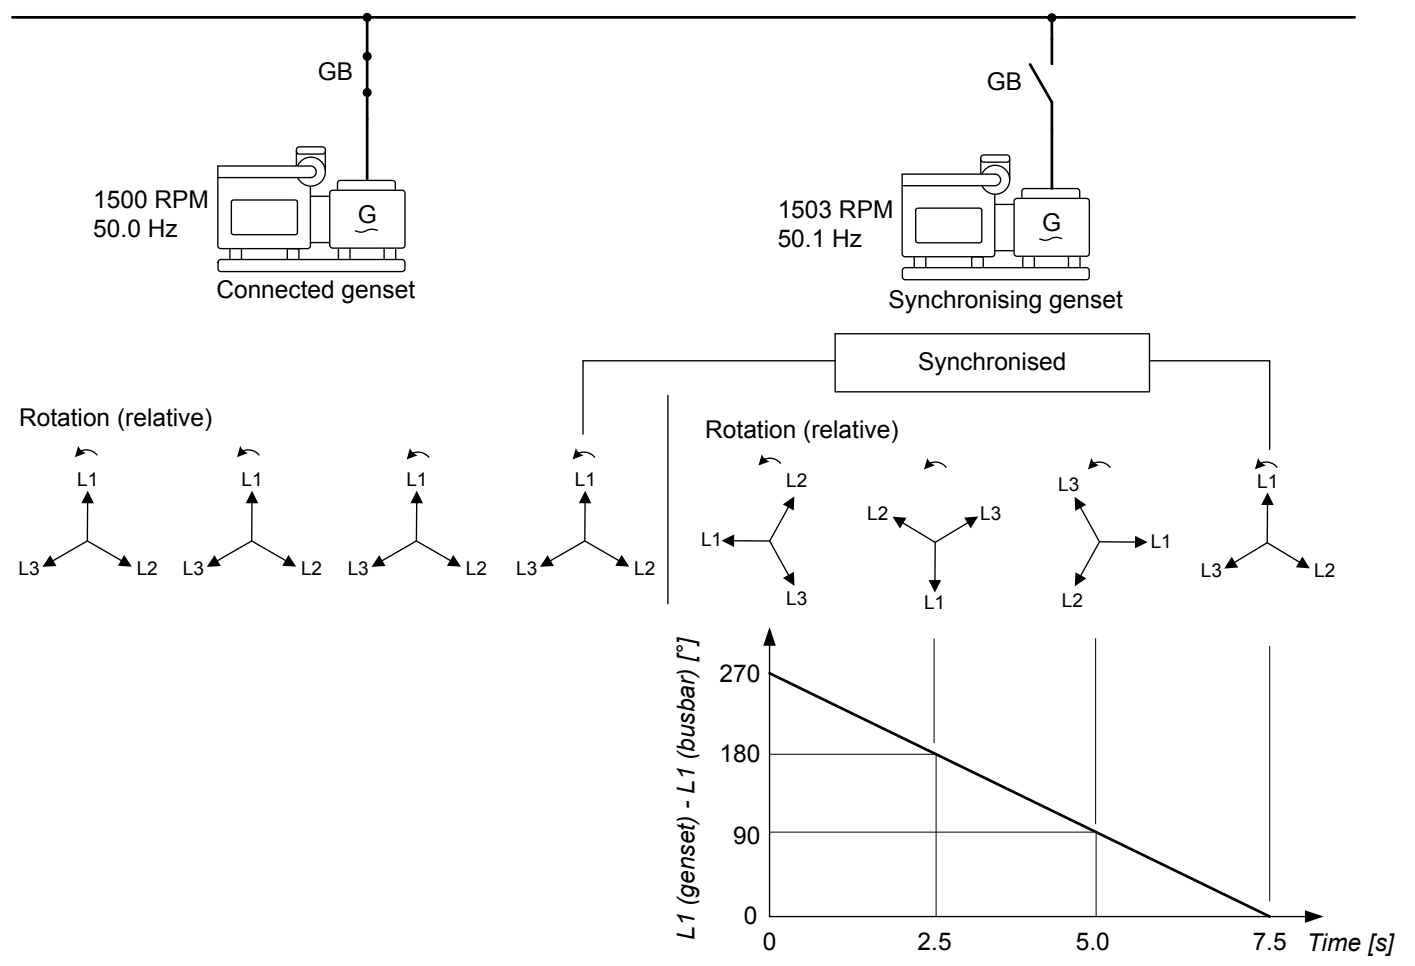 GB
GB
1500 RPM
50.0 Hz
G
1503 RPM
50.1 Hz
G
Connected genset
Synchronising genset
Synchronised
Rotation (relative)
Rotation (relative)
L1
L3
L2
L1
L3
L2
L1
L3
L2
L1
L3
L2
L2
L1
L3
L2
L3
L1
L3
L1
L2
L1
L3
L2
L1 (genset) - L1 (busbar) [°]
270
180
90
0
0
2.5
5.0
7.5
Time [s]